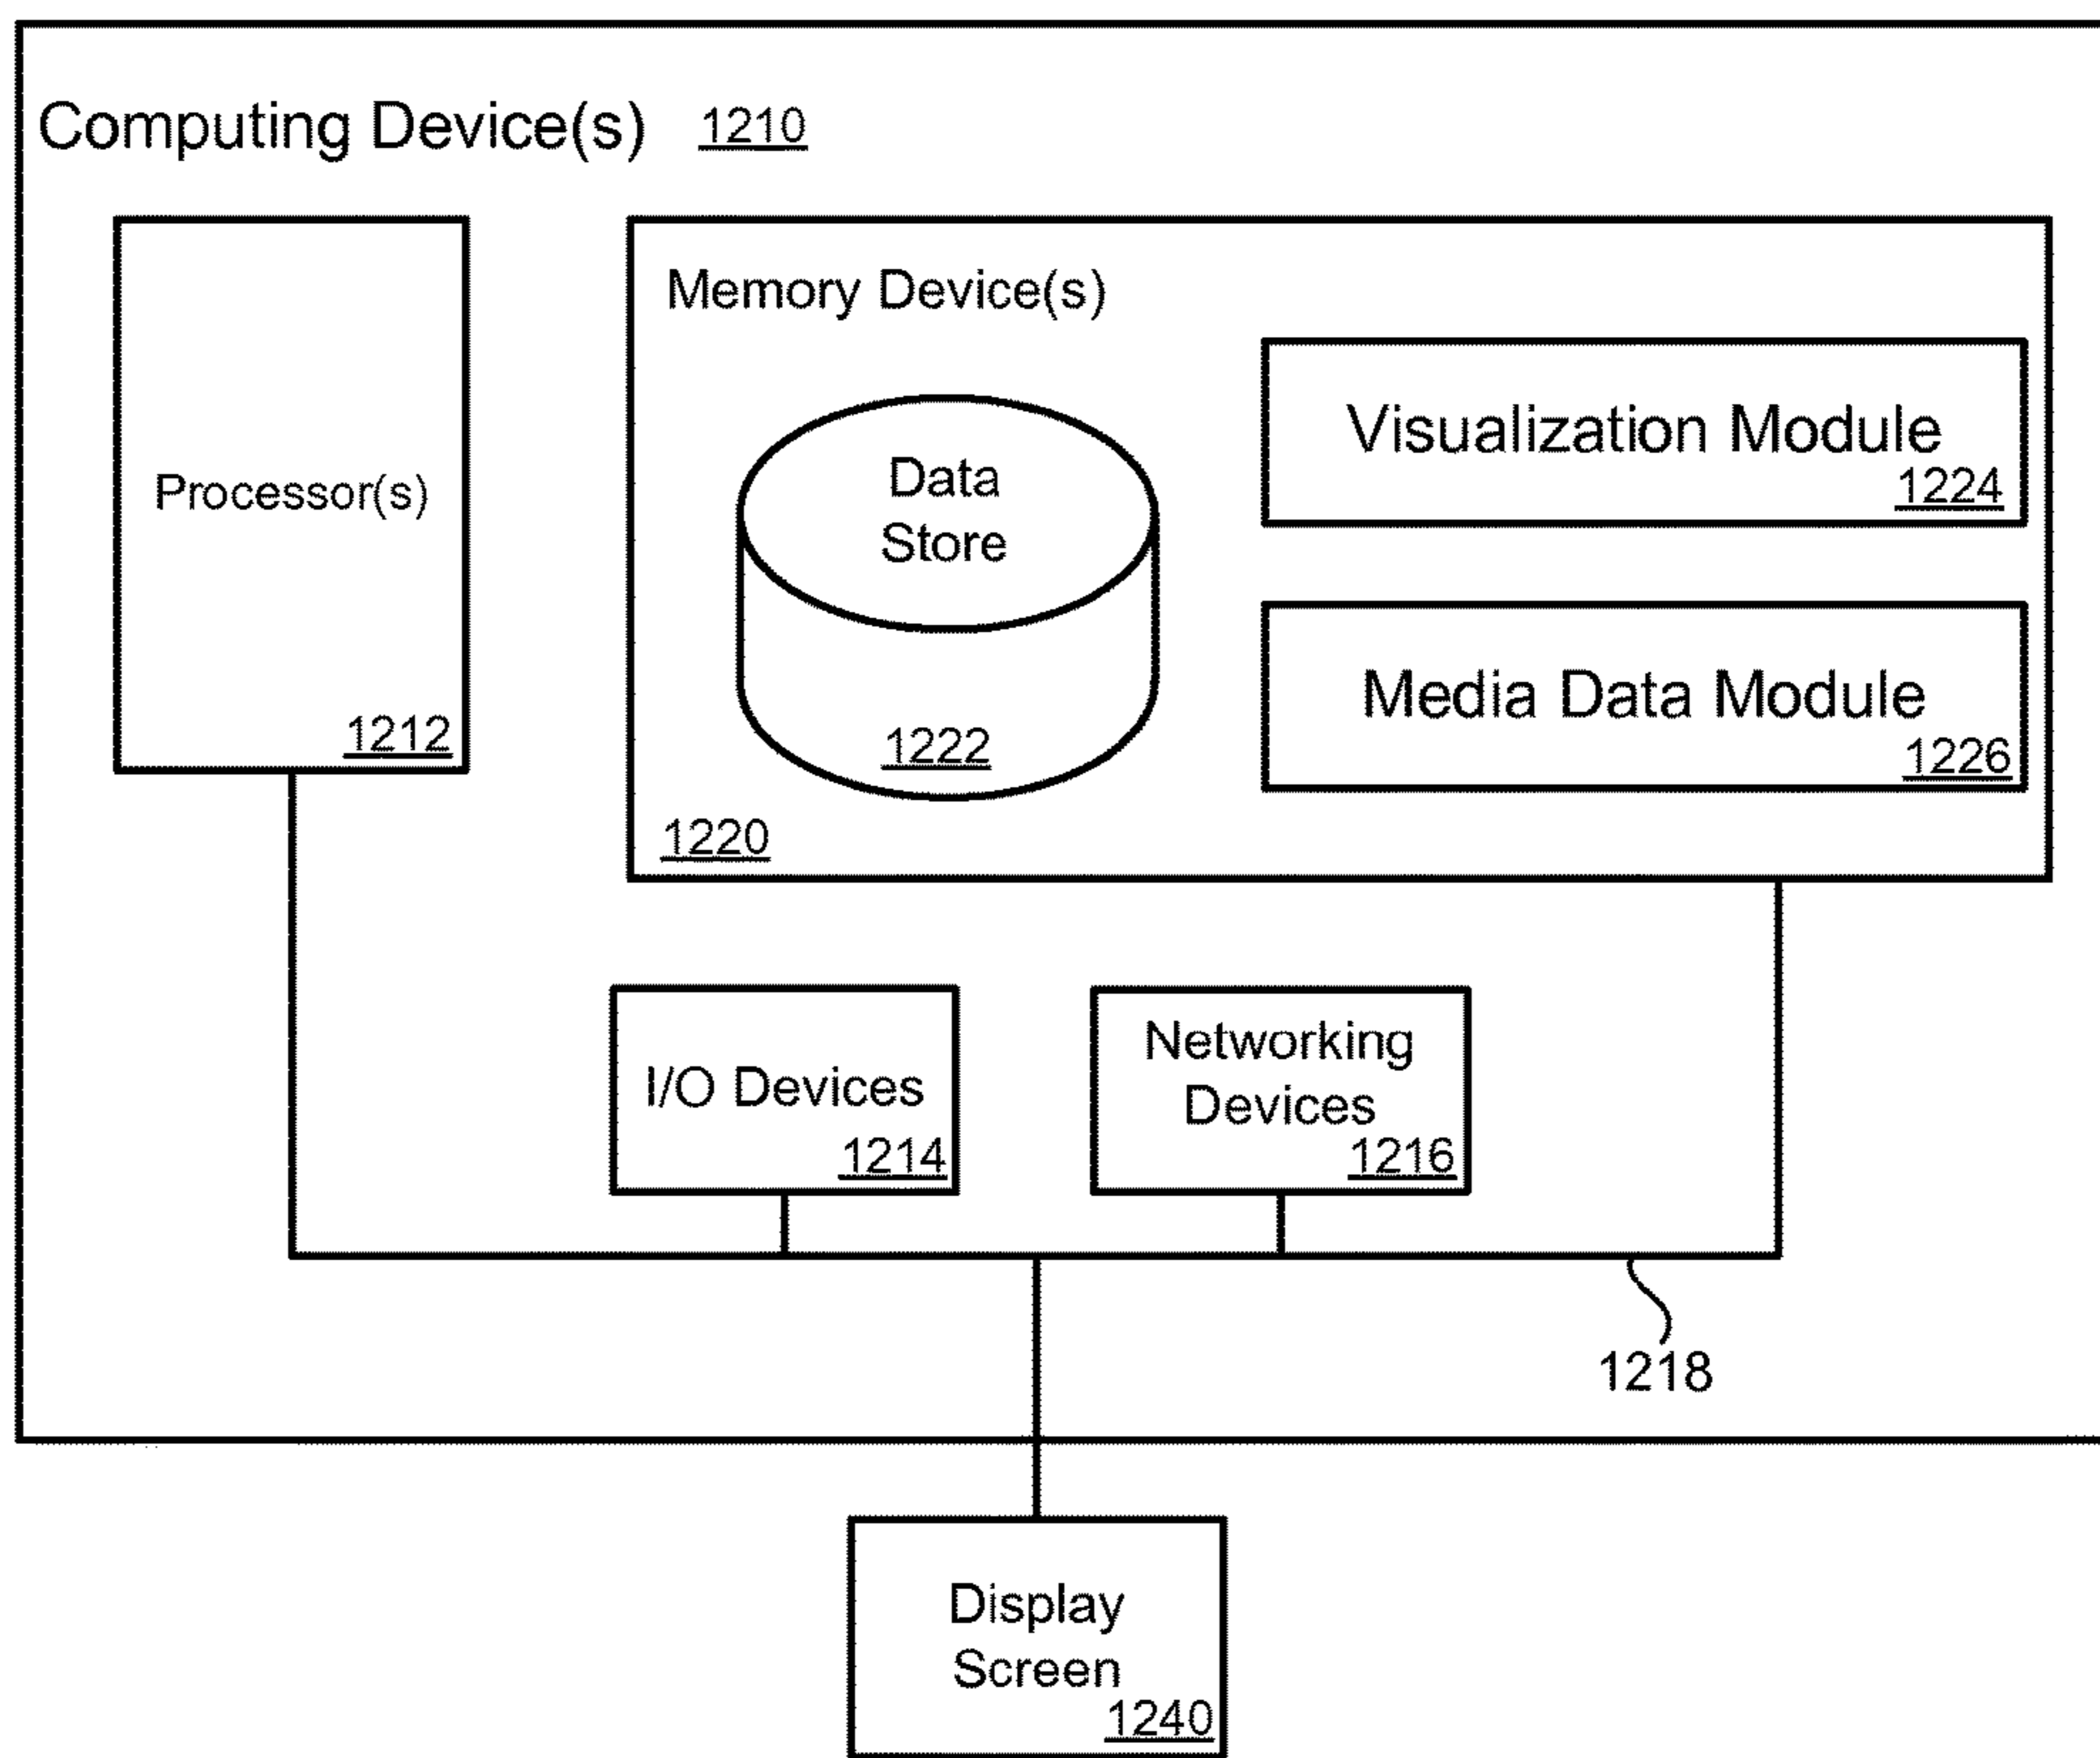 Computing Device(s) 1210
Processor(s)
1212
Memory Device(s)
Data
Store
1222
1220
Visualization Module
1224
Media Data Module
1226
I/O Devices
1214
Networking
Devices
1216
1218
Display
Screen
1240